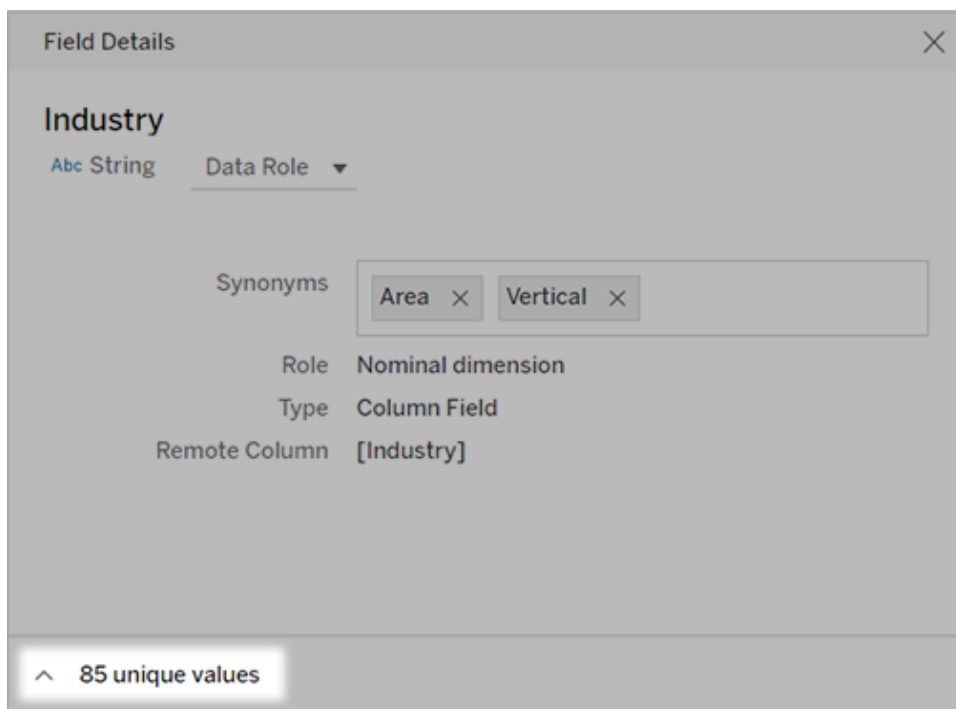 Field Details
Industry
Abc String Data Role
Synonyms Area Vertical
Role Nominal dimension
Type Column Field
Remote Column [Industry]
85 unique values